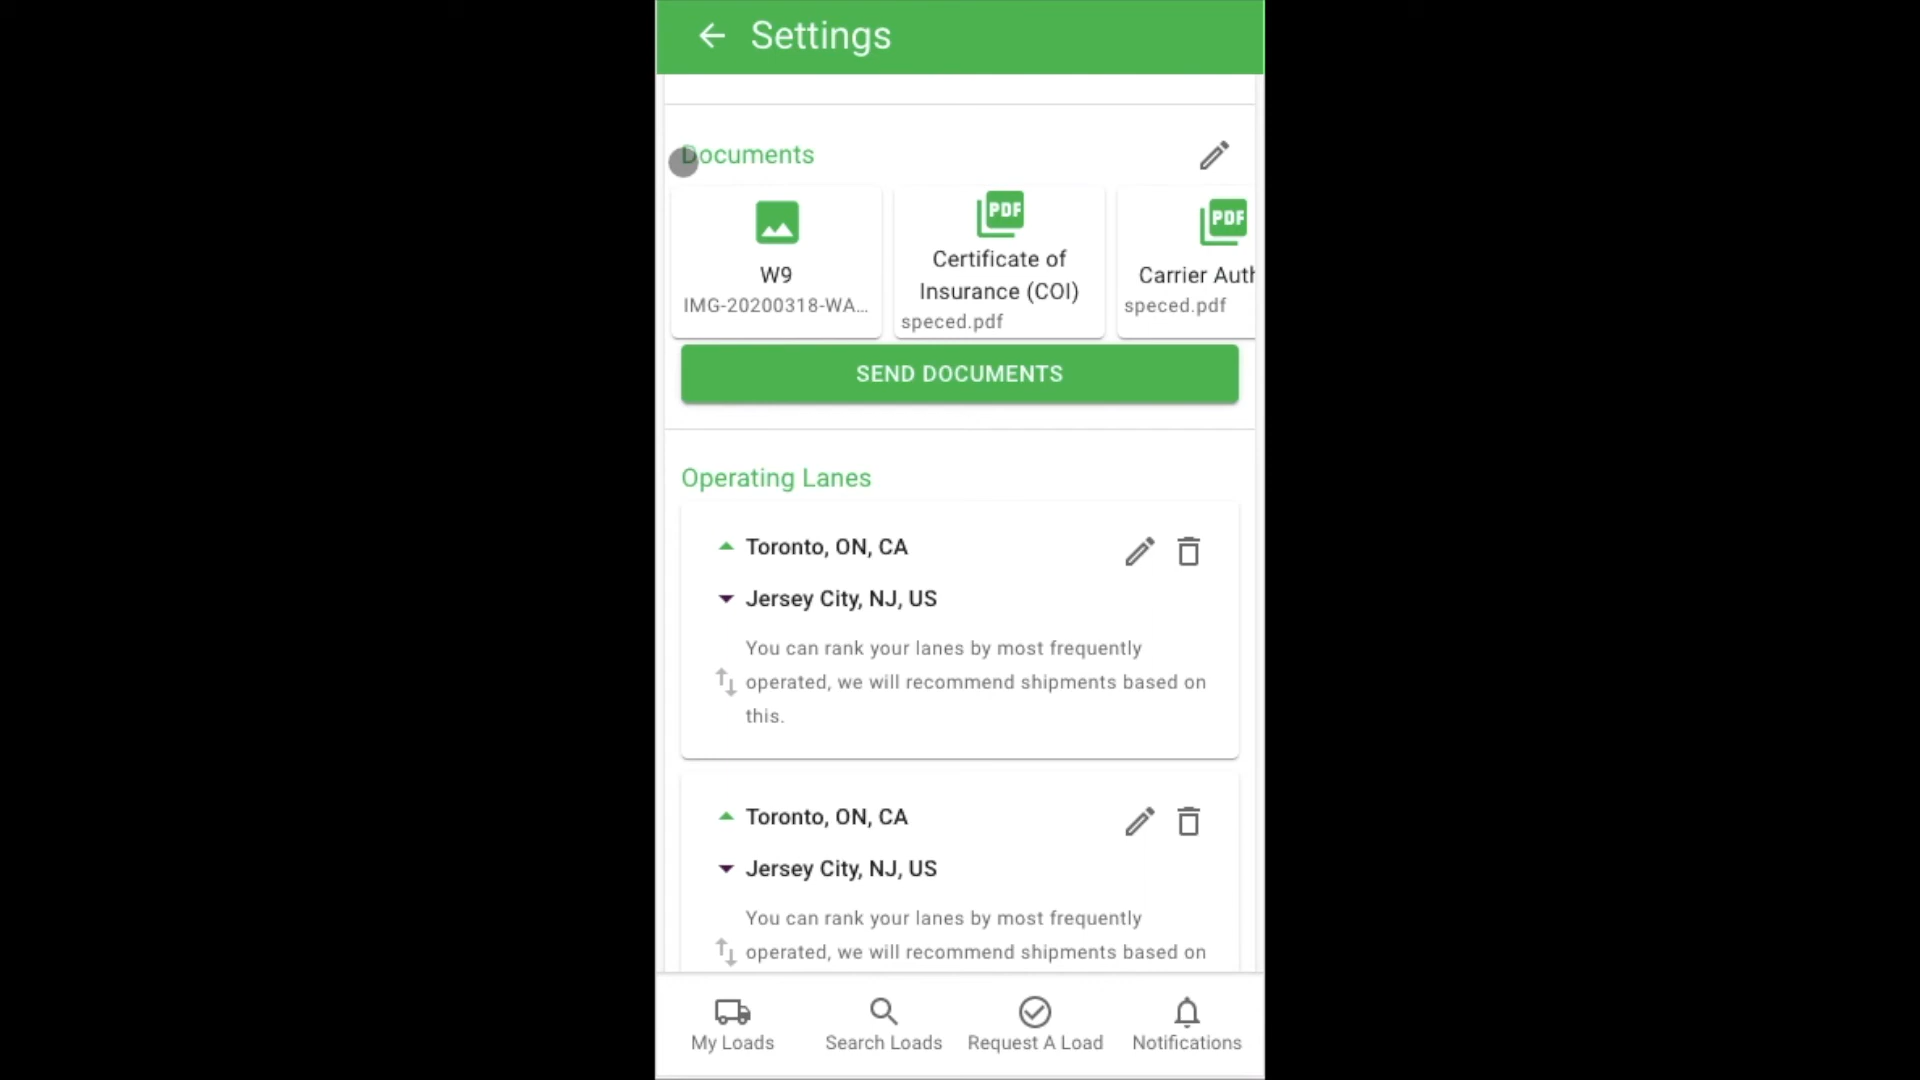 Settings
Documents
PDF
PDF
W9
IMG-20200318-WA...
Certificate of
Insurance (COI)
speced.pdf
Carrier Auth
speced.pdf
SEND DOCUMENTS
Operating Lanes
Toronto, ON, CA
Jersey City, NJ, US
You can rank your lanes by most frequently
operated, we will recommend shipments based on
this.
Toronto, ON, CA
Jersey City, NJ, US
You can rank your lanes by most frequently
operated, we will recommend shipments based on
My Loads
Search Loads
Request A Load
Notifications